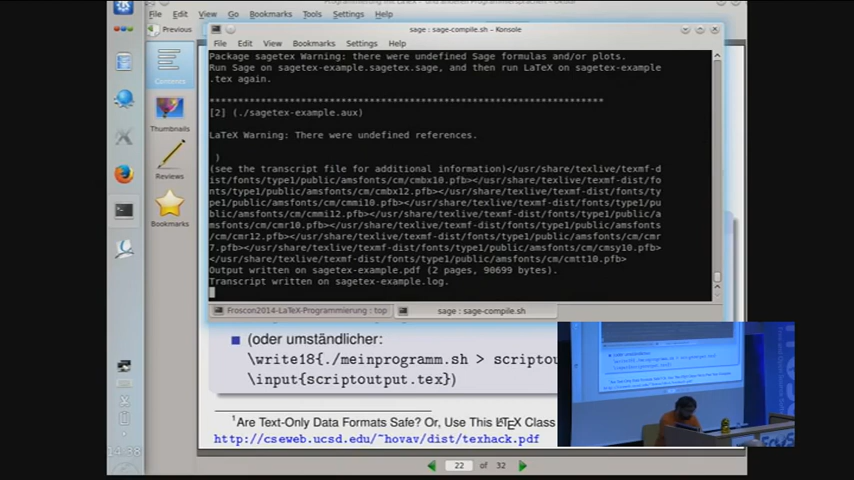 Programmierung mit LaTeX - und anderen Programmiersprachen - Okular
File Edit View Go Bookmarks Tools Settings Help
Previous
Contents
Thumbnails
Reviews
Bookmarks
sage : sage-compile.sh – Konsole
File Edit View Bookmarks Settings Help
Package sagetex Warning: there were undefined Sage formulas and/or plots.
Run Sage on sagetex-example.sagetex.sage, and then run LaTeX on sagetex-example
.tex again.
***********************************************************************
[2] (./sagetex-example.aux)
LaTeX Warning: There were undefined references.
)
(see the transcript file for additional information)</usr/share/texlive/texmf-d
ist/fonts/type1/public/amsfonts/cm/cmbx10.pfb></usr/share/texlive/texmf-dist/fo
nts/type1/public/amsfonts/cm/cmbx12.pfb></usr/share/texlive/texmf-dist/fonts/ty
pe1/public/amsfonts/cm/cmmi10.pfb></usr/share/texlive/texmf-dist/fonts/type1/pu
blic/amsfonts/cm/cmmi12.pfb></usr/share/texlive/texmf-dist/fonts/type1/public/a
msfonts/cm/cmr10.pfb></usr/share/texlive/texmf-dist/fonts/type1/public/amsfonts
/cm/cmr12.pfb></usr/share/texlive/texmf-dist/fonts/type1/public/amsfonts/cm/cmr
7.pfb></usr/share/texlive/texmf-dist/fonts/type1/public/amsfonts/cm/cmsy10.pfb>
</usr/share/texlive/texmf-dist/fonts/type1/public/amsfonts/cm/cmtt10.pfb>
Output written on sagetex-example.pdf (2 pages, 90699 bytes).
Transcript written on sagetex-example.log.
Froscon2014-LaTeX-Programmierung : top
sage : sage-compile.sh
(oder umständlicher:
\write18{./meinprogramm.sh > scriptou
\input{scriptoutput.tex})
1Are Text-Only Data Formats Safe? Or, Use This LATEX Class
http://cseweb.ucsd.edu/~hovav/dist/texhack.pdf
22 of 32
14:38